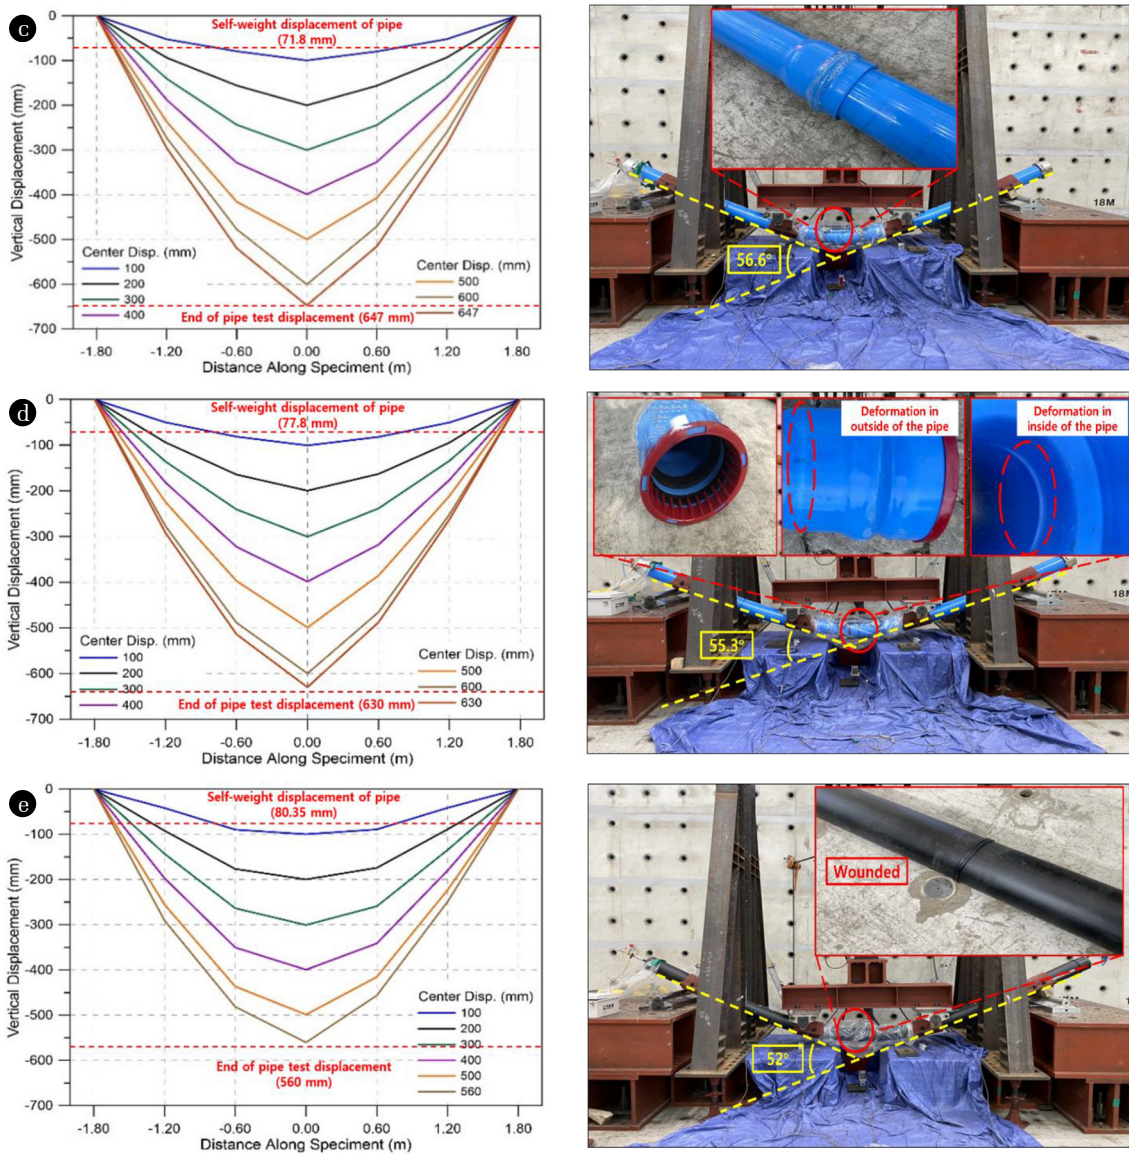 c
Self-weight displacement of pipe
(71.8 mm)
Vertical Displacement (mm)
0
-100
-200
-300
-400
-500
-600
-700
Center Disp. (mm)
100
200
300
400
Center Disp. (mm)
500
600
647
End of pipe test displacement (647 mm)
-1.80
-1.20
-0.60
0.00
0.60
1.20
1.80
Distance Along Speciment (m)
56.6°
18M
d
Self-weight displacement of pipe
(77.8 mm)
Vertical Displacement (mm)
0
-100
-200
-300
-400
-500
-600
-700
Center Disp. (mm)
100
200
300
400
Center Disp. (mm)
500
600
630
End of pipe test displacement (630 mm)
-1.80
-1.20
-0.60
0.00
0.60
1.20
1.80
Distance Along Speciment (m)
Deformation in
outside of the pipe
Deformation in
inside of the pipe
55.3°
18M
e
Self-weight displacement of pipe
(80.35 mm)
Vertical Displacement (mm)
0
-100
-200
-300
-400
-500
-600
-700
Center Disp. (mm)
100
200
300
400
500
560
End of pipe test displacement
(560 mm)
-1.80
-1.20
-0.60
0.00
0.60
1.20
1.80
Distance Along Speciment (m)
Wounded
52°